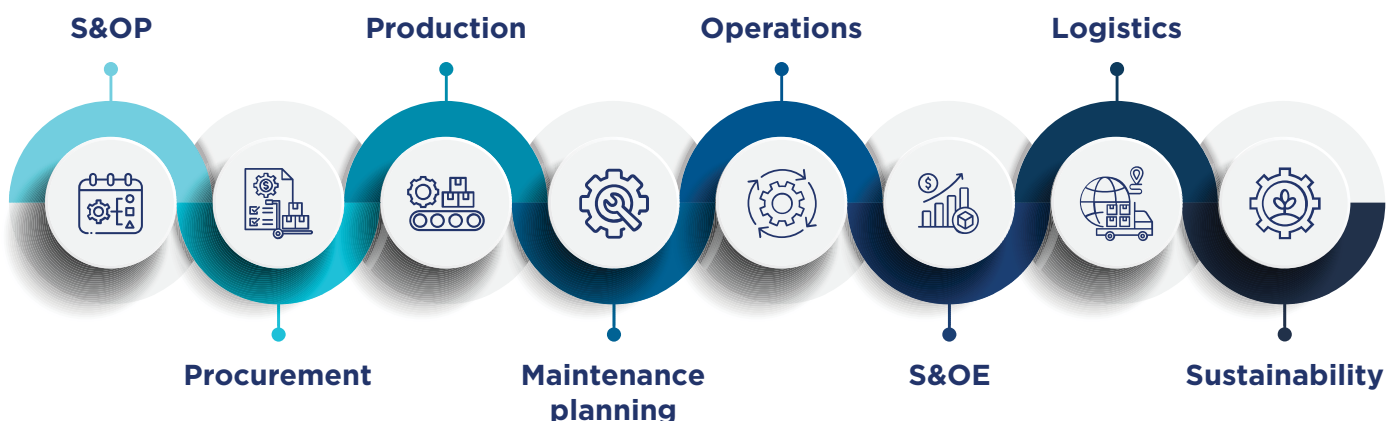 S&OP
Production
Operations
Logistics
Procurement
Maintenance
planning
S&OE
Sustainability